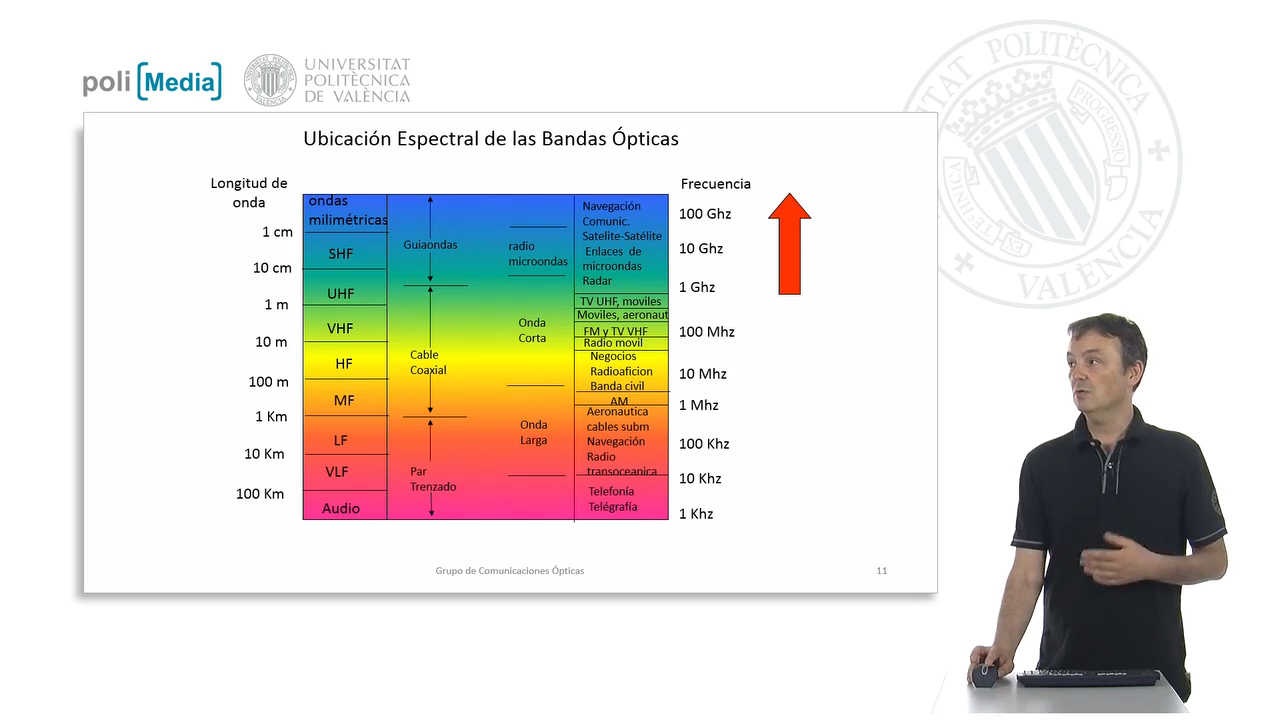 poli [Media]
UNIVERSITAT
POLITÈCNICA
DE VALÈNCIA
Ubicación Espectral de las Bandas Ópticas
Longitud de
onda
1 cm
10 cm
1 m
10 m
100 m
1 Km
10 Km
100 Km
ondas
milimétricas
SHF
UHF
VHF
HF
MF
LF
VLF
Audio
Guiaondas
Cable
Coaxial
Par
Trenzado
radio
microondas
Onda
Corta
Onda
Larga
Navegación
Comunic.
Satelite-Satélite
Enlaces de
microondas
Radar
TV UHF, moviles
Moviles, aeronaut
FM y TV VHF
Radio movil
Negocios
Radioaficion
Banda civil
AM
Aeronautica
cables subm
Navegación
Radio
transoceanica
Telefonía
Telégrafía
Frecuencia
100 Ghz
10 Ghz
1 Ghz
100 Mhz
10 Mhz
1 Mhz
100 Khz
10 Khz
1 Khz
Grupo de Comunicaciones Ópticas
11
POLITÈCNICA
VALÈNCIA
PROGRESSIO